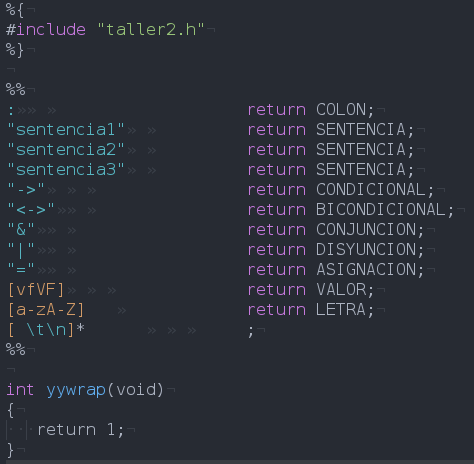 %{
#include "taller2.h"
%}
%%
: return COLON;
"sentencia1" return SENTENCIA;
"sentencia2" return SENTENCIA;
"sentencia3" return SENTENCIA;
"->" return CONDICIONAL;
"<->" return BICONDICIONAL;
"&" return CONJUNCION;
"|" return DISYUNCION;
"=" return ASIGNACION;
[vfVF] return VALOR;
[a-zA-Z] return LETRA;
[ \t\n]* ;
%%
int yywrap(void)
{
return 1;
}